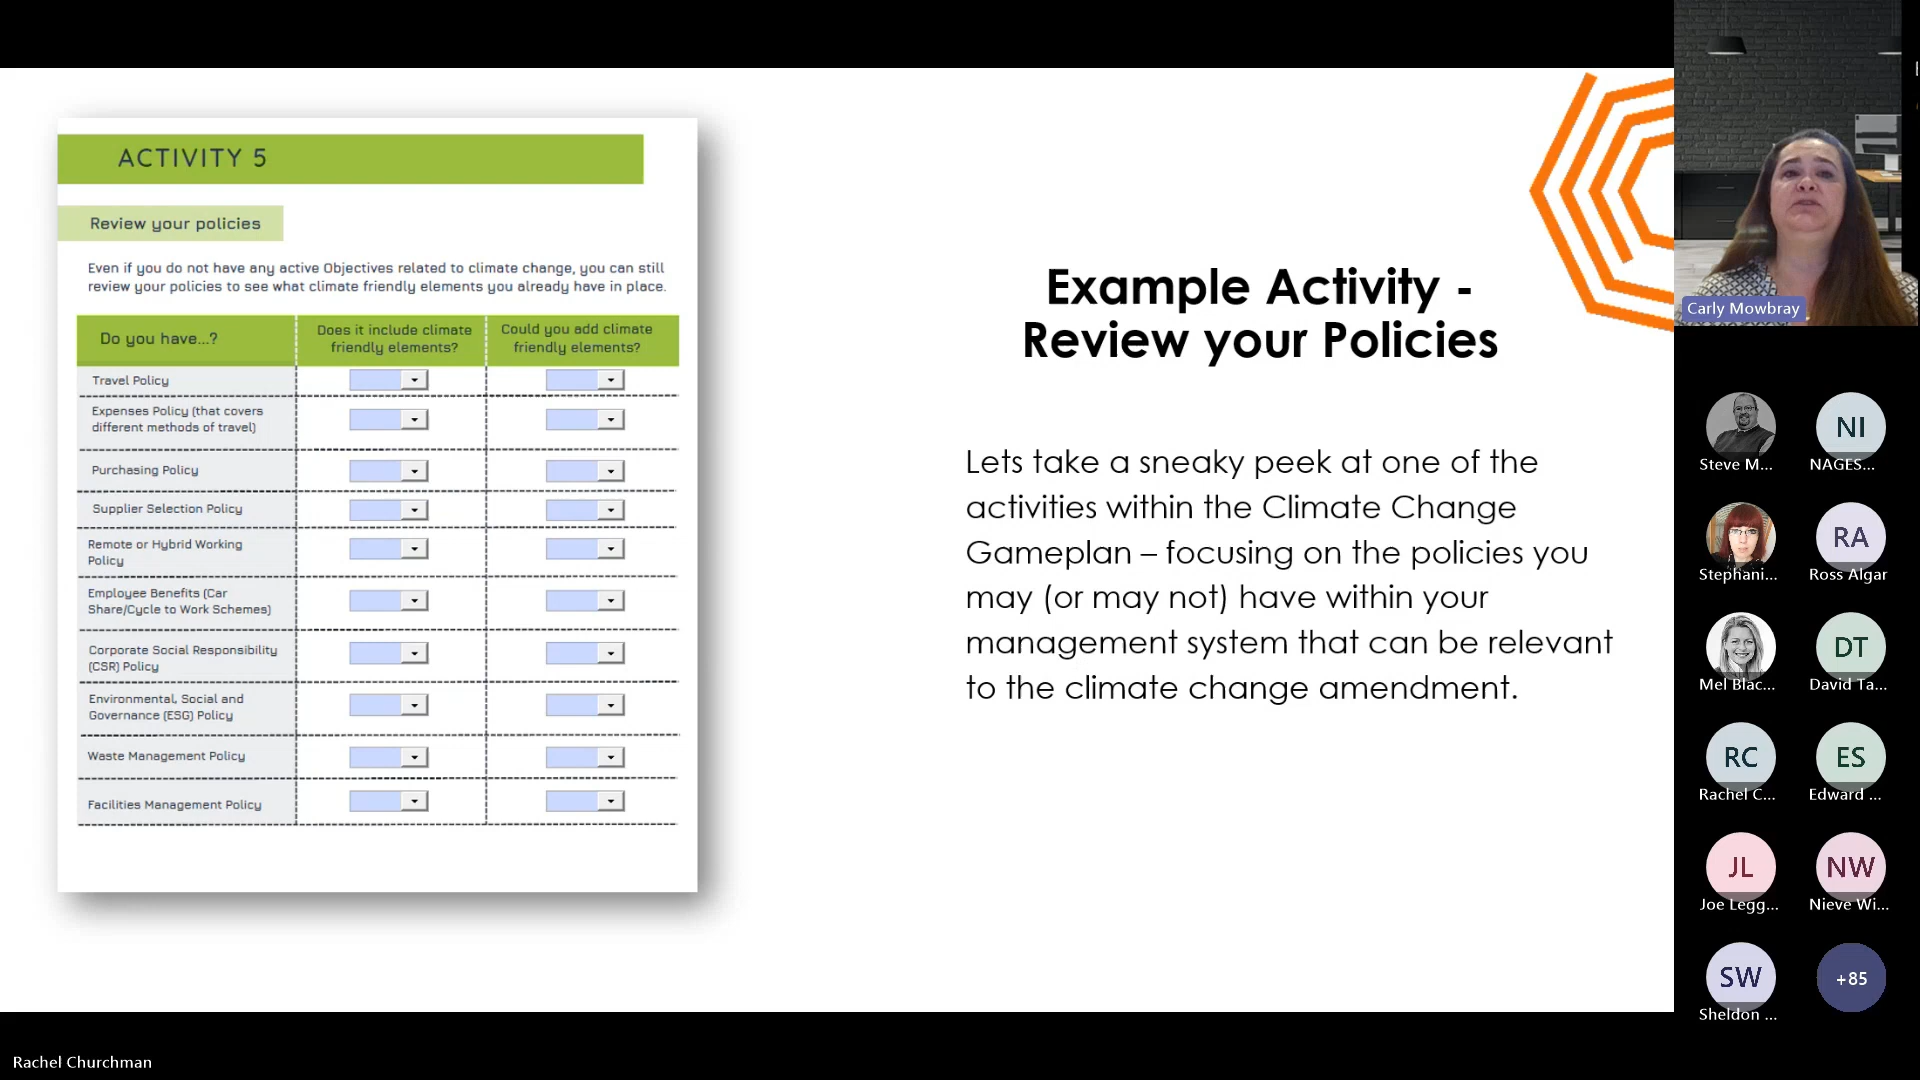 ACTIVITY 5
Review your policies
Even if you do not have any active Objectives related to climate change, you can still
review your policies to see what climate friendly elements you already have in place.
Do you have...?
Does it include climate
friendly elements?
Could you add climate
friendly elements?
Travel Policy
Expenses Policy (that covers
different methods of travel)
Purchasing Policy
Supplier Selection Policy
Remote or Hybrid Working
Policy
Employee Benefits (Car
Share/Cycle to Work Schemes)
Corporate Social Responsibility
(CSR) Policy
Environmental, Social and
Governance (ESG) Policy
Waste Management Policy
Facilities Management Policy
Example Activity -
Review your Policies
Lets take a sneaky peek at one of the
activities within the Climate Change
Gameplan – focusing on the policies you
may (or may not) have within your
management system that can be relevant
to the climate change amendment.
Carly Mowbray
Steve M...
NI
NAGES...
Stephani...
RA
Ross Algar
Mel Blac...
DT
David Ta...
RC
Rachel C...
ES
Edward ...
JL
Joe Legg...
NW
Nieve Wi...
SW
Sheldon ...
+85
Rachel Churchman